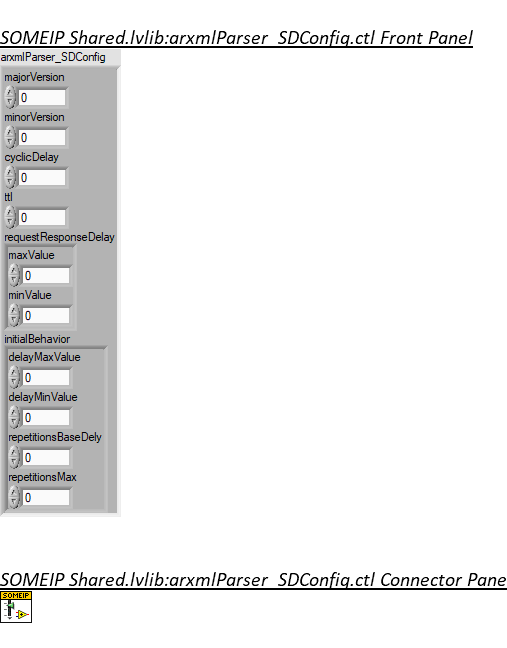 SOMEIP Shared.lvlib:arxmlParser_SDConfig.ctl Front Panel
arxmlParser_SDConfig
majorVersion
0
minorVersion
0
cyclicDelay
0
ttl
0
requestResponseDelay
maxValue
0
minValue
0
initialBehavior
delayMaxValue
0
delayMinValue
0
repetitionsBaseDely
0
repetitionsMax
0
SOMEIP Shared.lvlib:arxmlParser_SDConfig.ctl Connector Pane
SOMEIP